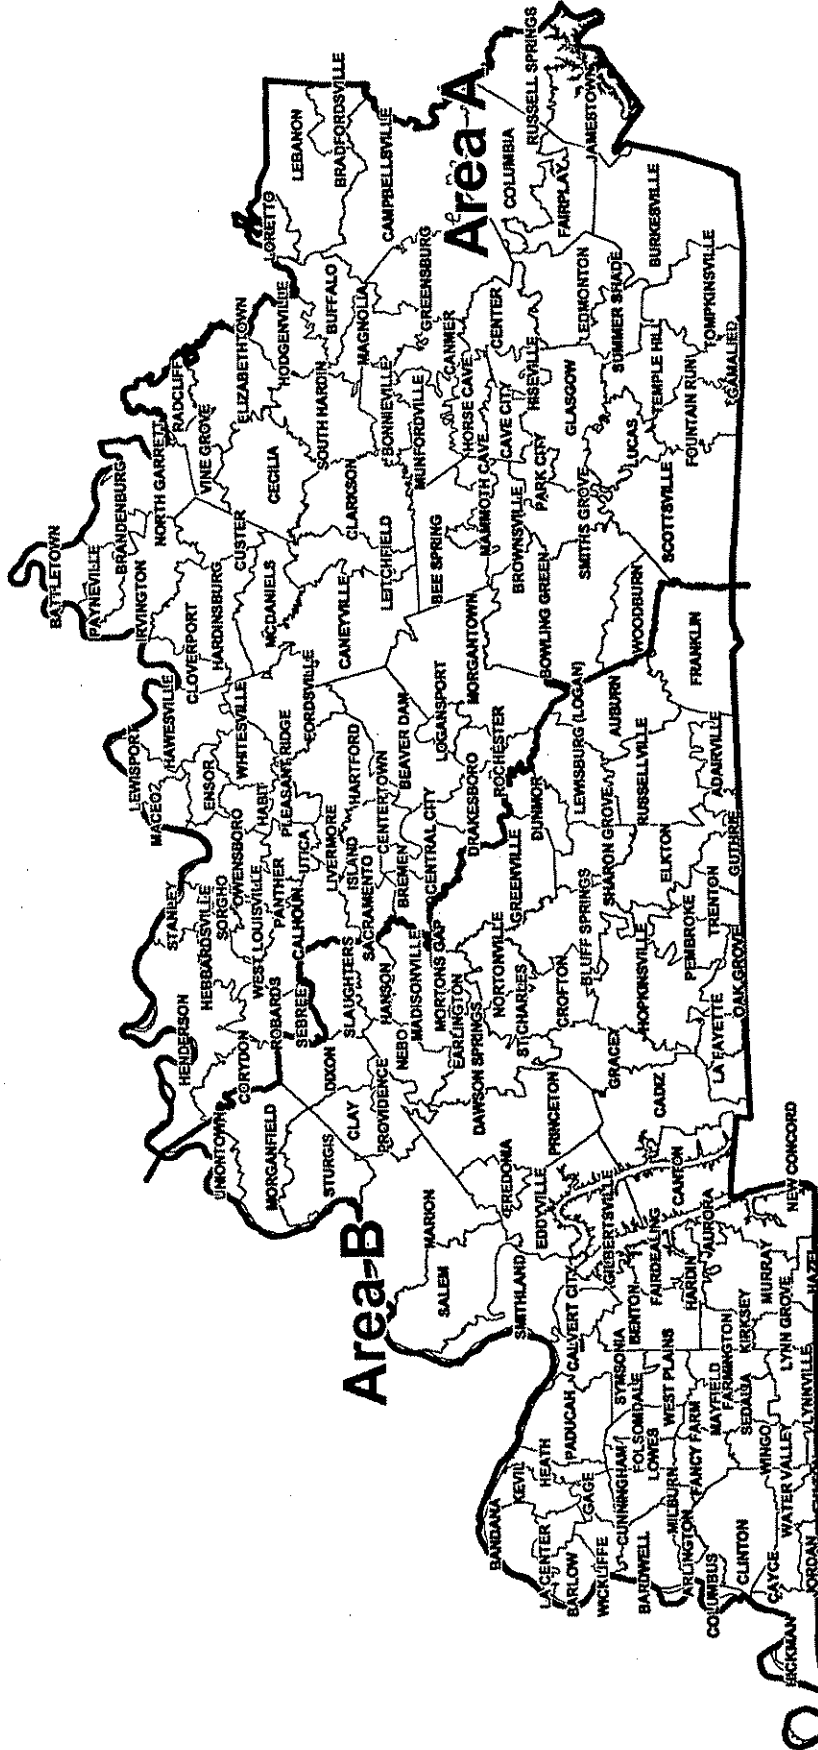 BATTLETOWN
PAYNEVILLE
BRANDENBURG
IRVINGTON
NORTH GARRETT
RADCLIFF
VINE GROVE
LEWISPORT
HAWESVILLE
CLOVERPORT
HARDINSBURG
CUSTER
CECILIA
ELIZABETHTOWN
HODGENVILLE
LORETTO
LEBANON
BRADFORDSVILLE
CAMPBELLSVILLE
MACEO
ENSOR
WHITESVILLE
MCDANIELS
SOUTH HARDIN
BUFFALO
MAGNOLIA
STANLEY
HEBBARDSVILLE
SORGHO
OWENSBORO
HABIT
PLEASANT RIDGE
FORDSVILLE
CANEYVILLE
CLARKSON
LEITCHFIELD
BONNIEVILLE
MUNFORDVILLE
GREENSBURG
Area A
HENDERSON
WEST LOUISVILLE
PANTHER
UTICA
CALHOUN
LIVERMORE
ISLAND
HARTFORD
CENTERTOWN
BEAVER DAM
LOGANSPORT
BEE SPRING
MAMMOTH CAVE
HORSE CAVE
CANMER
CENTER
COLUMBIA
RUSSELL SPRINGS
CORYDON
ROBARDS
SEBREE
SLAUGHTERS
SACRAMENTO
BREMEN
CENTRAL CITY
DRAKESBORO
ROCHESTER
MORGANTOWN
BROWNSVILLE
CAVE CITY
PARK CITY
HISEVILLE
GLASGOW
EDMONTON
FAIRPLAY
JAMESTOWN
UNIONTOWN
MORGANFIELD
STURGIS
DIXON
CLAY
PROVIDENCE
HANSON
NEBO
MADISONVILLE
MORTONS GAP
EARLINGTON
DAWSON SPRINGS
NORTONVILLE
ST CHARLES
GREENVILLE
DUNMOR
LEWISBURG (LOGAN)
BOWLING GREEN
SMITHS GROVE
LUCAS
TEMPLE HILL
SUMMER SHADE
BURKESVILLE
Area-B
MARION
SALEM
FREDONIA
EDDYVILLE
PRINCETON
CROFTON
BLUFF SPRINGS
SHARON GROVE
AUBURN
RUSSELLVILLE
WOODBURN
SCOTTSVILLE
FOUNTAIN RUN
TOMPKINSVILLE
GAMALIEL
SMITHLAND
GILBERTSVILLE
GRACEY
HOPKINSVILLE
ELKTON
FRANKLIN
ADAIRVILLE
CALVERT CITY
FAIRDEALING
CANTON
CADIZ
PEMBROKE
TRENTON
GUTHRIE
LA FAYETTE
OAK GROVE
BANDANA
KEVIL
HEATH
PADUCAH
SYMSONIA
BENTON
HARDIN
AURORA
NEW CONCORD
LA CENTER
BARLOW
GAGE
WICKLIFFE
CUNNINGHAM
FOLSOMDALE
LOWES
WEST PLAINS
MAYFIELD
FARMINGTON
KIRKSEY
MURRAY
BARDWELL
MILBURN
FANCY FARM
SEDALIA
LYNN GROVE
HAZEL
ARLINGTON
COLUMBUS
CLINTON
WINGO
WATER VALLEY
LYNNVILLE
CAYCE
JORDAN
HICKMAN